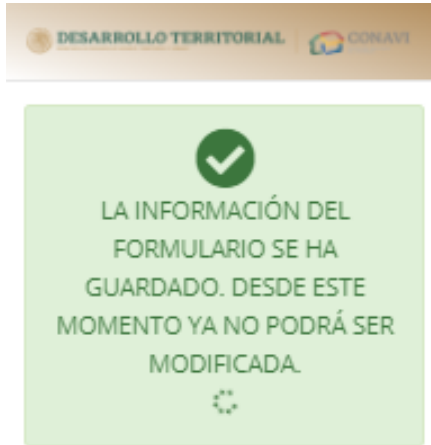 DESARROLLO TERRITORIAL CONAVI
LA INFORMACIÓN DEL
FORMULARIO SE HA
GUARDADO. DESDE ESTE
MOMENTO YA NO PODRÁ SER
MODIFICADA.